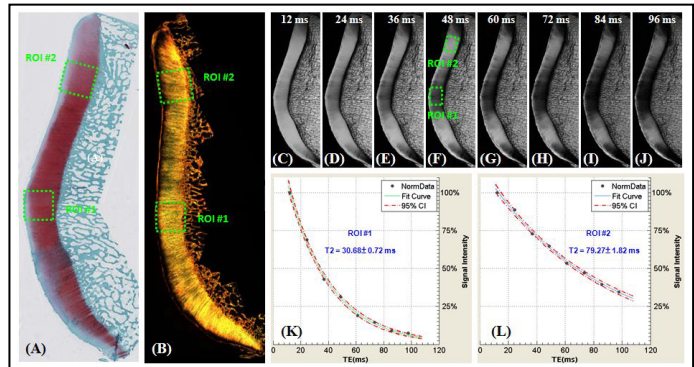 ROI #2
(A)
ROI #1
(A)
ROI #2
ROI #1
(B)
12 ms
24 ms
36 ms
48 ms
60 ms
72 ms
84 ms
96 ms
ROI #2
ROI #1
(C)
(D)
(E)
(F)
(G)
(H)
(I)
(J)
NormData
Fit Curve
95% CI
ROI #1
T2 = 30.68± 0.72 ms
100%
75%
50%
25%
Signal Intensity
(K)
0 20 40 60 80 100 120
TE(ms)
NormData
Fit Curve
95% CI
ROI #2
T2 = 79.27± 1.82 ms
100%
75%
50%
25%
Signal Intensity
(L)
0 20 40 60 80 100 120
TE(ms)